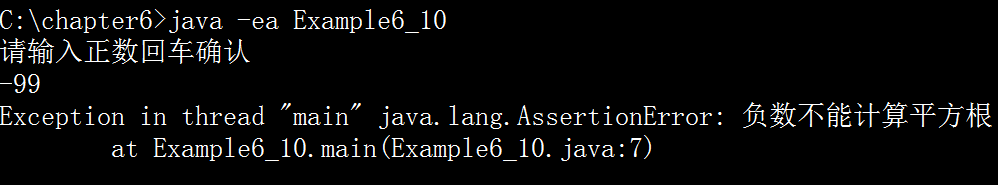 C:\chapter6>java -ea Example6_10
请输入正数回车确认
-99
Exception in thread "main" java.lang.AssertionError: 负数不能计算平方根
        at Example6_10.main(Example6_10.java:7)